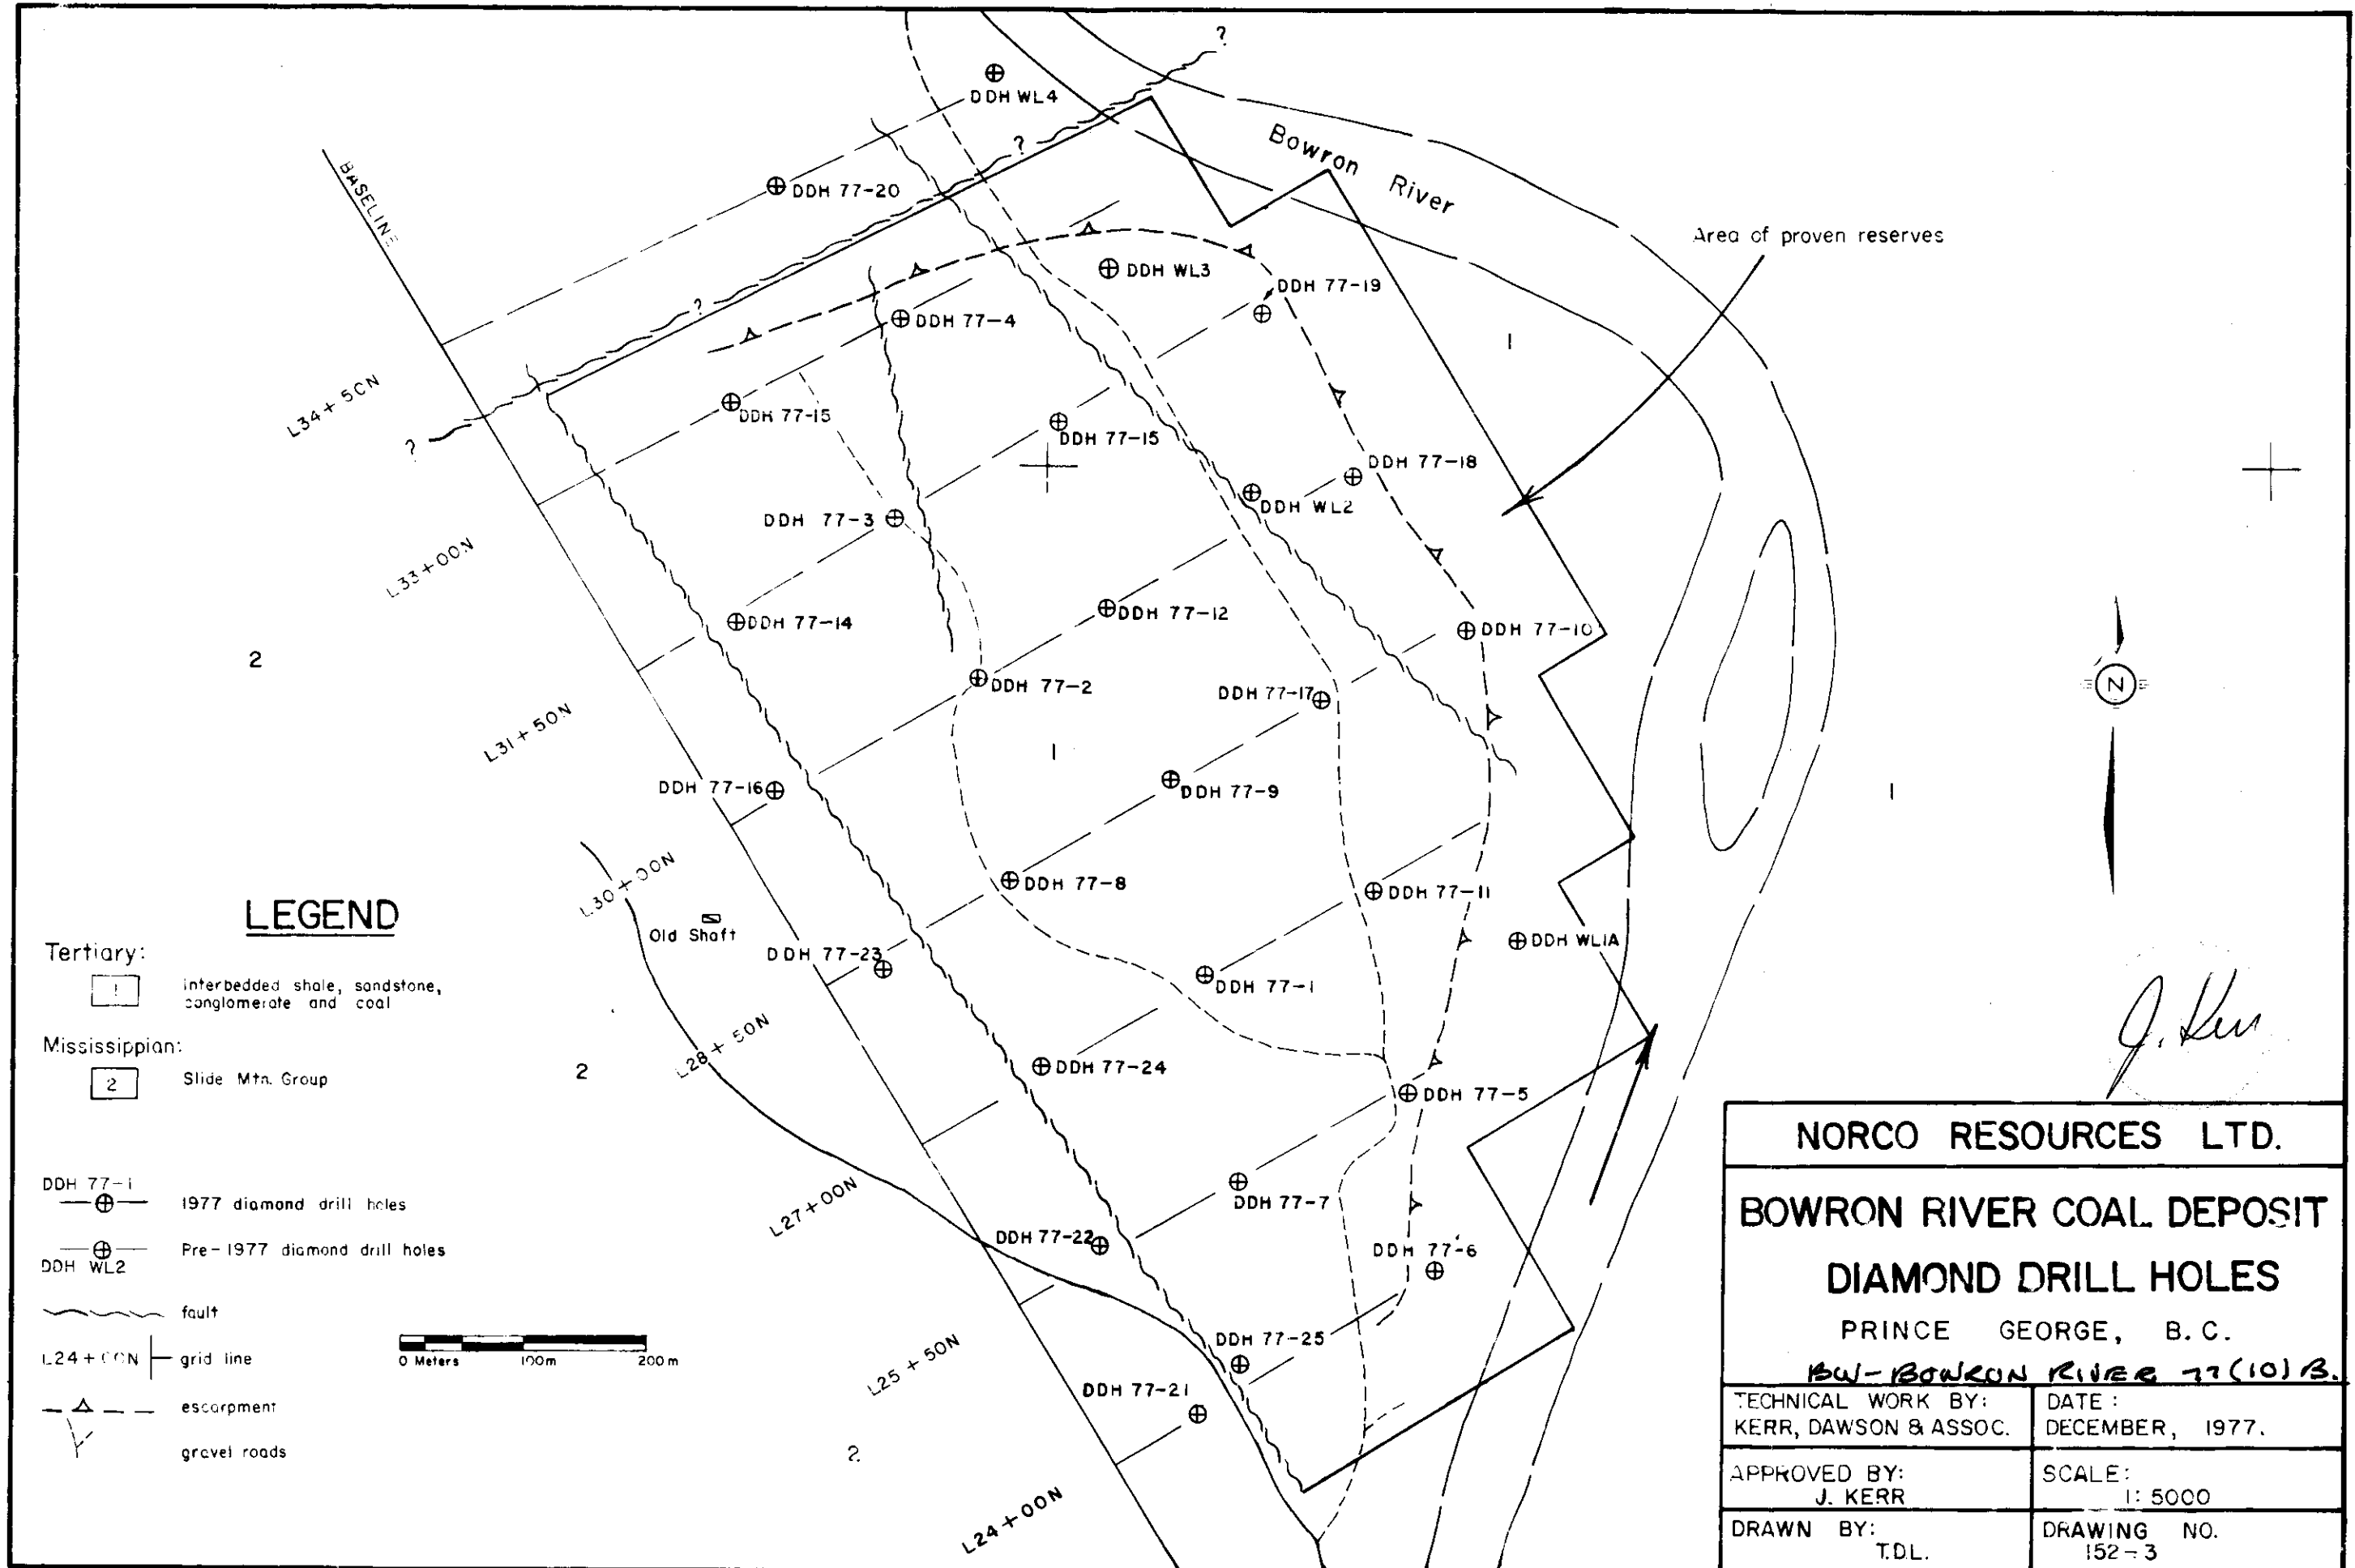 ?
DDH WL4
Bowron River
BASELINE
DDH 77-20
?
Area of proven reserves
DDH WL3
DDH 77-19
?
DDH 77-4
1
L34+50N
DDH 77-15
?
DDH 77-15
DDH 77-18
DDH WL2
DDH 77-3
L33+00N
DDH 77-12
DDH 77-14
DDH 77-10
2
DDH 77-2
DDH 77-17
N
L31+50N
1
DDH 77-16
DDH 77-9
1
L30+00N
DDH 77-8
DDH 77-11
Old Shaft
DDH WL1A
DDH 77-23
DDH 77-1
L28+50N
2
DDH 77-24
DDH 77-5
L27+00N
DDH 77-7
DDH 77-22
DDH 77-6
DDH 77-25
L25+50N
DDH 77-21
2
L24+00N
LEGEND
Tertiary:
1 interbedded shale, sandstone,
conglomerate and coal
Mississippian:
2 Slide Mtn. Group
DDH 77-1
1977 diamond drill holes
Pre-1977 diamond drill holes
DDH WL2
fault
L24+00N grid line
escarpment
gravel roads
0 Meters 100m 200m
J. Kerr
NORCO RESOURCES LTD.
BOWRON RIVER COAL DEPOSIT
DIAMOND DRILL HOLES
PRINCE GEORGE, B.C.
BW-BOWRON RIVER 77(10)B.
TECHNICAL WORK BY:
KERR, DAWSON & ASSOC.
DATE:
DECEMBER, 1977.
APPROVED BY:
J. KERR
SCALE:
1:5000
DRAWN BY:
T.D.L.
DRAWING NO.
152-3